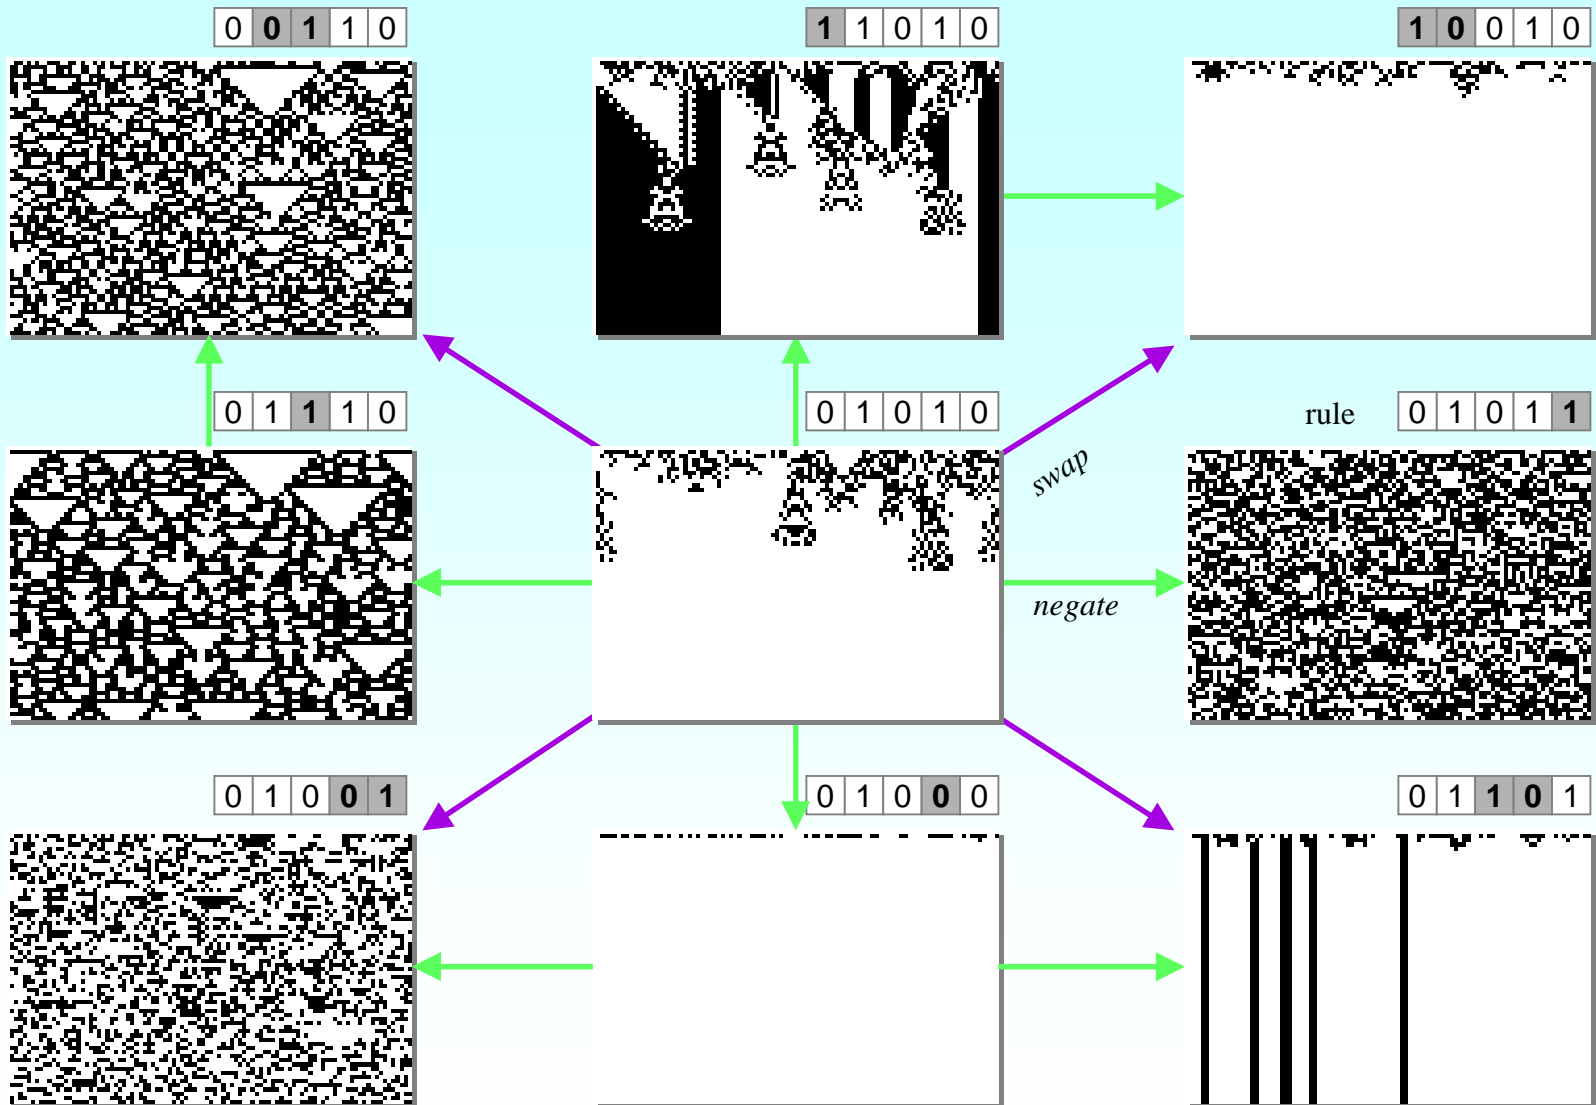 0 0 1 1 0
1 1 0 1 0
1 0 0 1 0
0 1 1 1 0
0 1 0 1 0
rule 0 1 0 1 1
swap
negate
0 1 0 0 1
0 1 0 0 0
0 1 1 0 1